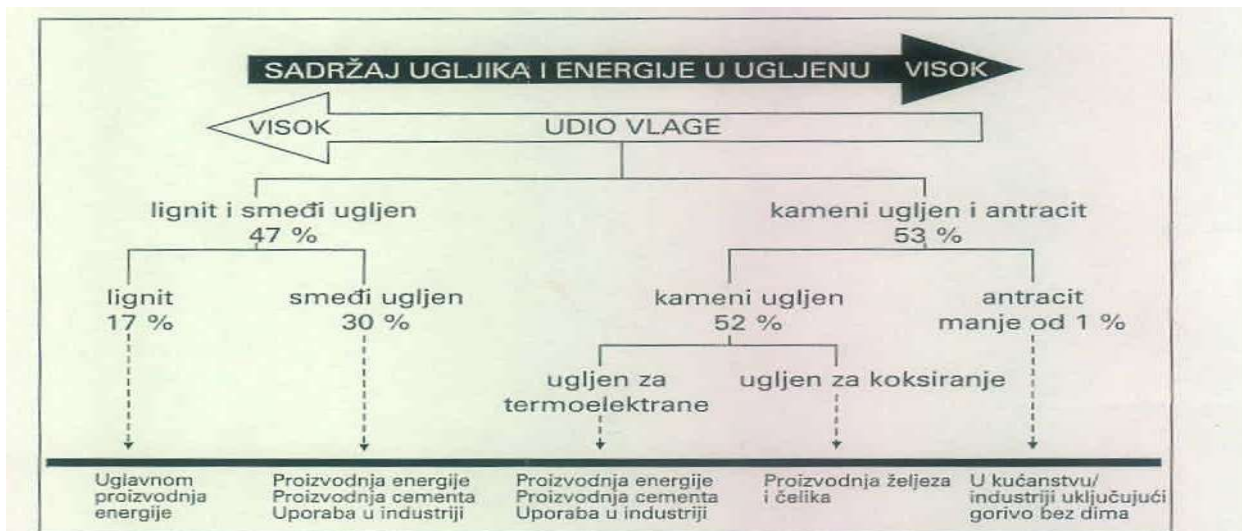 SADRŽAJ UGLJIKA I ENERGIJE U UGLJENU VISOK
VISOK UDIO VLAGE
lignit i smeđi ugljen
47 %
kameni ugljen i antracit
53 %
lignit
17 %
smeđi ugljen
30 %
kameni ugljen
52 %
antracit
manje od 1 %
ugljen za
termoelektrane
ugljen za koksiranje
Uglavnom
proizvodnja
energije
Proizvodnja energije
Proizvodnja cementa
Uporaba u industriji
Proizvodnja energije
Proizvodnja cementa
Uporaba u industriji
Proizvodnja željeza
i čelika
U kućanstvu/
industriji uključujući
gorivo bez dima